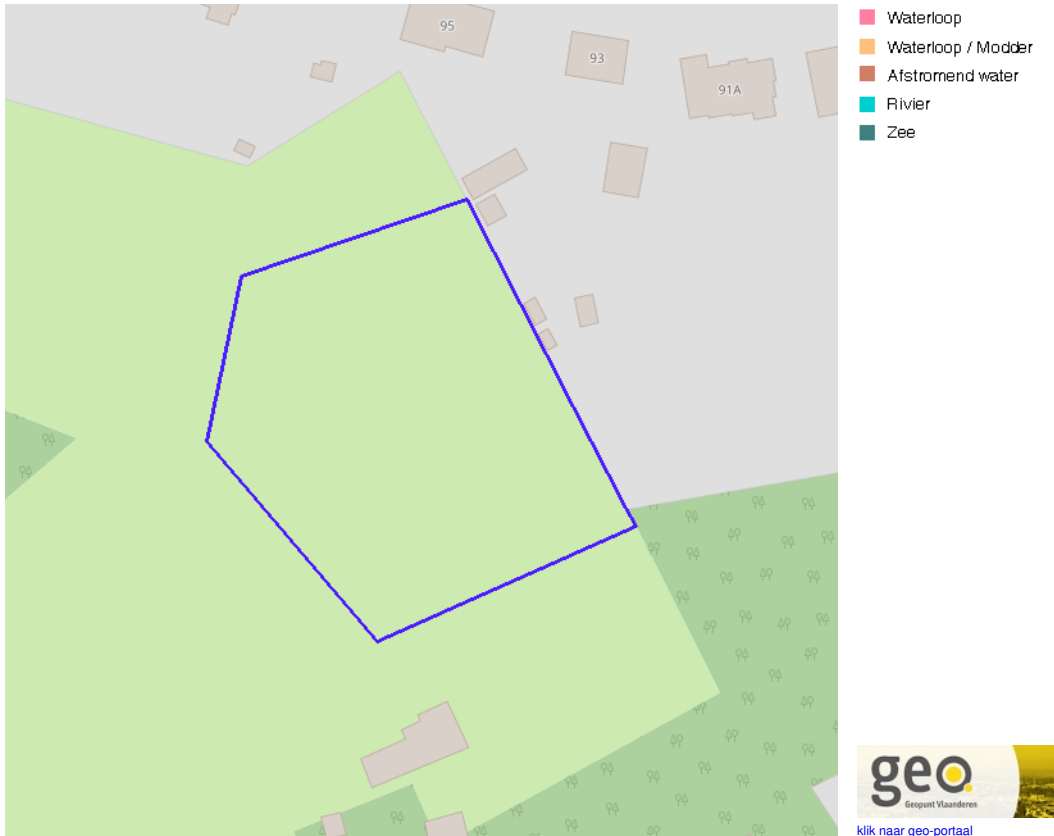 95
93
91A
Waterloop
Waterloop / Modder
Afstromend water
Rivier
Zee
geo.
Geopunt Vlaanderen
klik naar geo-portaal